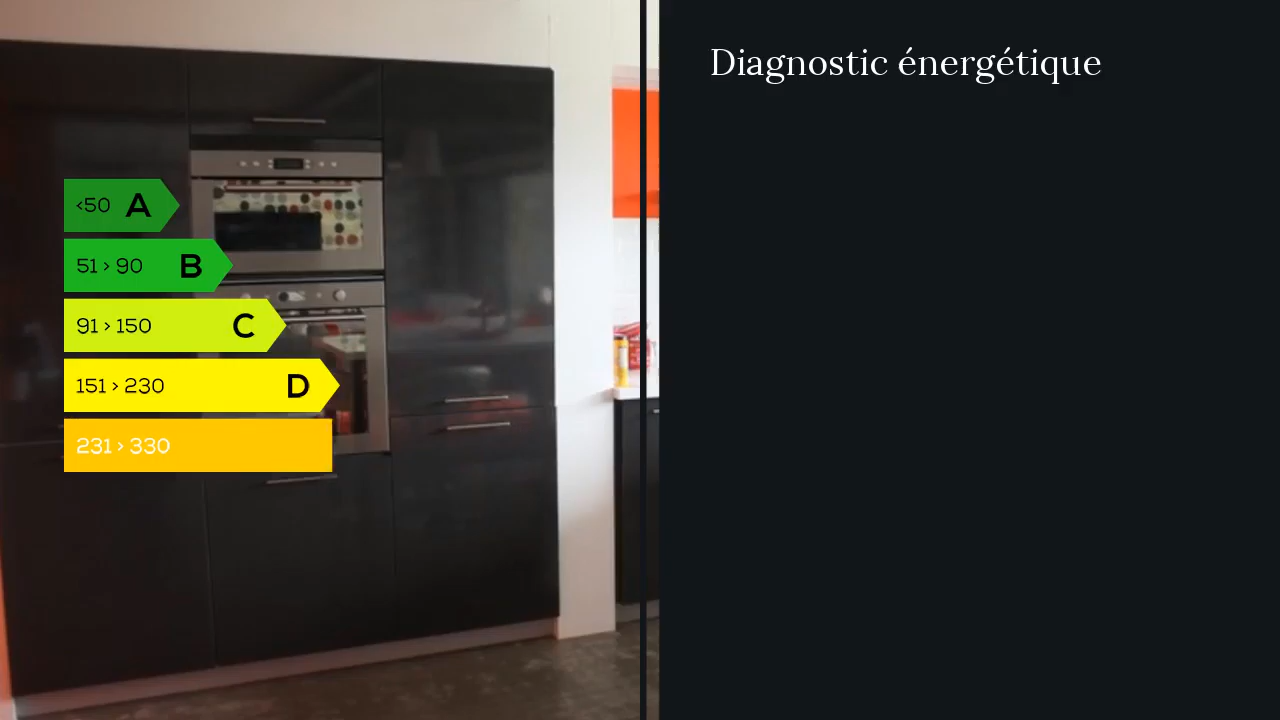 Diagnostic énergétique
<50 A
51 > 90 B
91 > 150 C
151 > 230 D
231 > 330